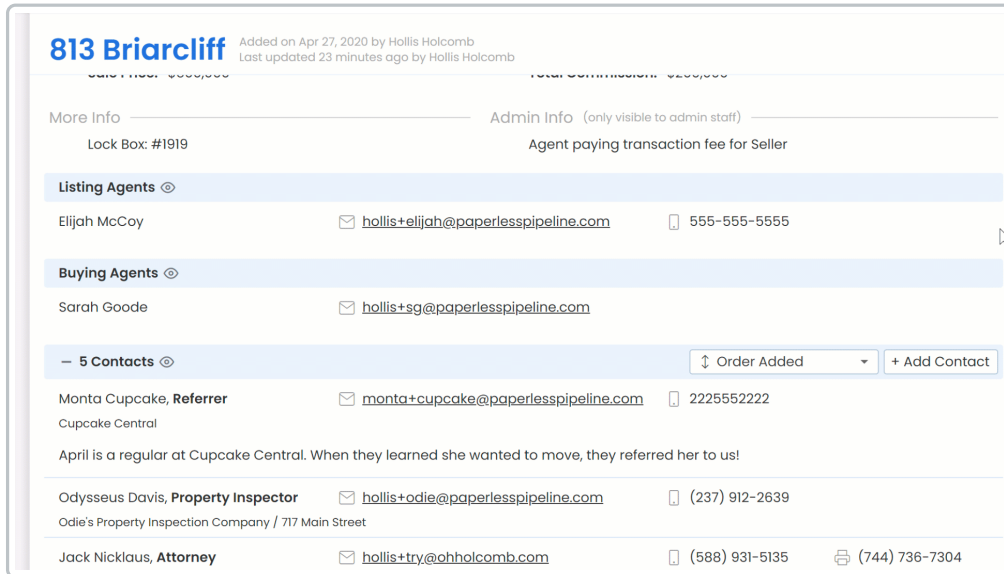 813 Briarcliff
Added on Apr 27, 2020 by Hollis Holcomb
Last updated 23 minutes ago by Hollis Holcomb
More Info
Admin Info (only visible to admin staff)
Lock Box: #1919
Agent paying transaction fee for Seller
Listing Agents
Elijah McCoy hollis+elijah@paperlesspipeline.com 555-555-5555
Buying Agents
Sarah Goode hollis+sg@paperlesspipeline.com
5 Contacts Order Added + Add Contact
Monta Cupcake, Referrer monta+cupcake@paperlesspipeline.com 2225552222
Cupcake Central
April is a regular at Cupcake Central. When they learned she wanted to move, they referred her to us!
Odysseus Davis, Property Inspector hollis+odie@paperlesspipeline.com (237) 912-2639
Odie's Property Inspection Company / 717 Main Street
Jack Nicklaus, Attorney hollis+try@ohholcomb.com (588) 931-5135 (744) 736-7304